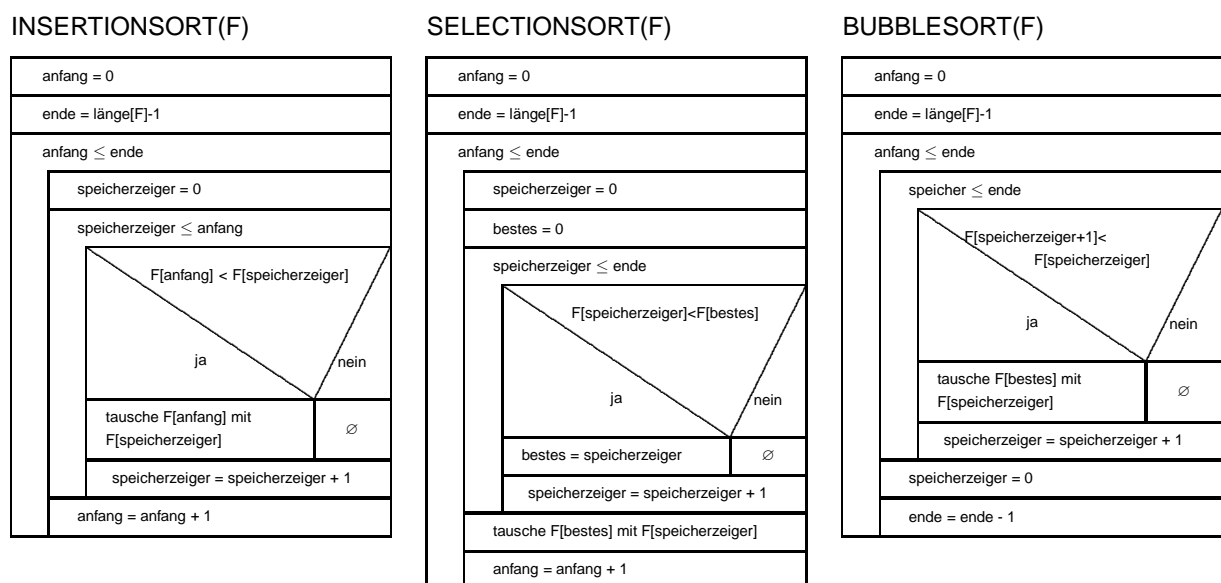 INSERTIONSORT(F)
anfang = 0
ende = länge[F]-1
anfang ≤ ende
speicherzeiger = 0
speicherzeiger ≤ anfang
F[anfang] < F[speicherzeiger]
ja
nein
tausche F[anfang] mit
F[speicherzeiger]
∅
speicherzeiger = speicherzeiger + 1
anfang = anfang + 1
SELECTIONSORT(F)
anfang = 0
ende = länge[F]-1
anfang ≤ ende
speicherzeiger = 0
bestes = 0
speicherzeiger ≤ ende
F[speicherzeiger]<F[bestes]
ja
nein
bestes = speicherzeiger
∅
speicherzeiger = speicherzeiger + 1
tausche F[bestes] mit F[speicherzeiger]
anfang = anfang + 1
BUBBLESORT(F)
anfang = 0
ende = länge[F]-1
anfang ≤ ende
speicher ≤ ende
F[speicherzeiger+1]<
F[speicherzeiger]
ja
nein
tausche F[bestes] mit
F[speicherzeiger]
∅
speicherzeiger = speicherzeiger + 1
speicherzeiger = 0
ende = ende - 1